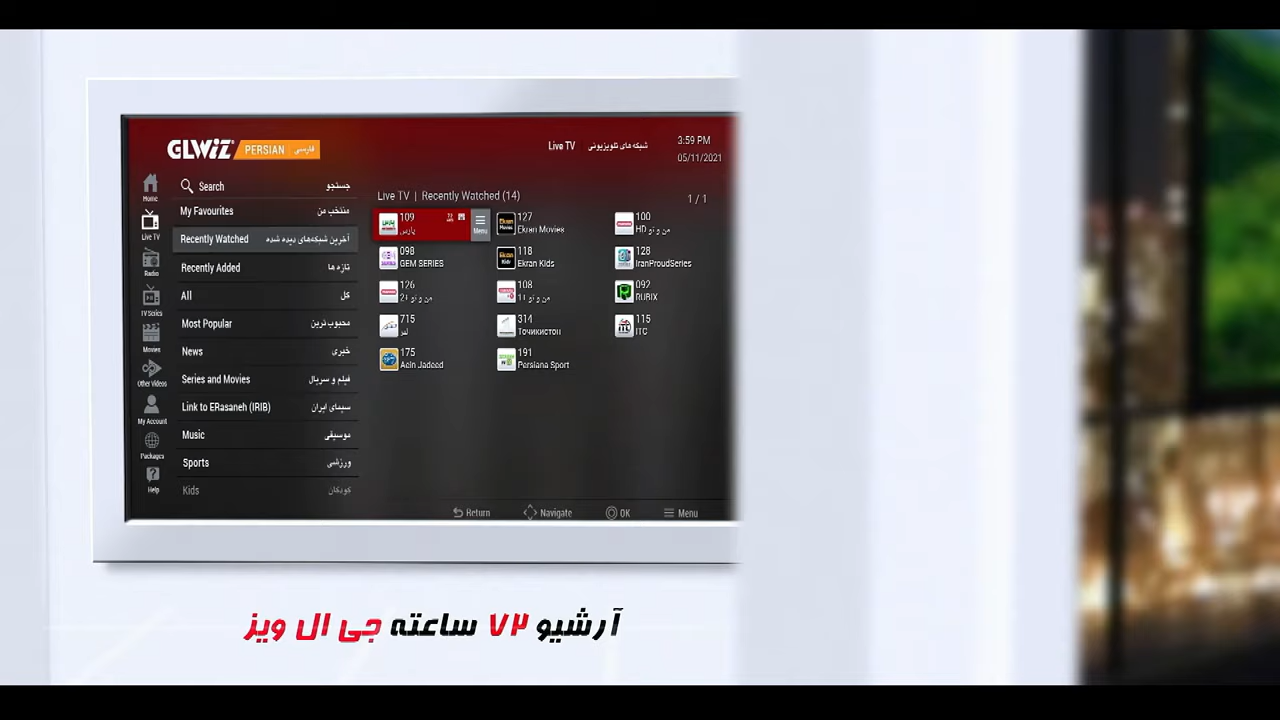 GLWiZ PERSIAN فارسی
Live TV شبکه های تلویزیونی
3:59 PM
05/11/2021
Home
Live TV
Radio
TV Series
Movies
Other Videos
My Account
Packages
Help
Search جستجو
My Favourites منتخب من
Recently Watched آخرین شبکه‌های دیده شده
Recently Added تازه ها
All کل
Most Popular محبوب ترین
News خبری
Series and Movies فیلم و سریال
Link to ERasaneh (IRIB) سیمای ایران
Music موسیقی
Sports ورزشی
Kids کودکان
Live TV | Recently Watched (14)
1 / 1
109 پارس
Menu
127 Ekran Movies
100 من و تو HD
098 GEM SERIES
118 Ekran Kids
128 IranProudSeries
126 من و تو 2+
108 من و تو 1+
092 RUBIX
715 لمر
314 Точикистон
115 ITC
175 Aein Jadeed
191 Persiana Sport
Return Navigate OK Menu
آرشیو ۷۲ ساعته جی ال ویز